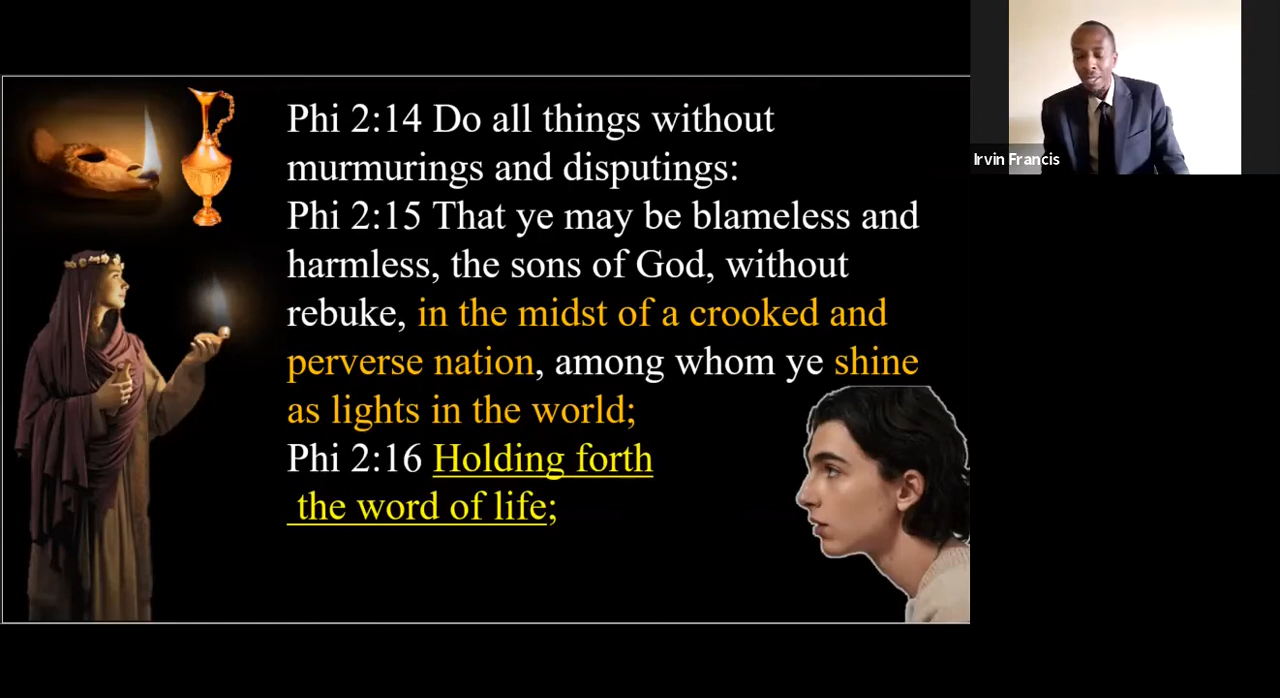 Phi 2:14 Do all things without
murmurings and disputings:
Phi 2:15 That ye may be blameless and
harmless, the sons of God, without
rebuke, in the midst of a crooked and
perverse nation, among whom ye shine
as lights in the world;
Phi 2:16 Holding forth
the word of life;
Irvin Francis